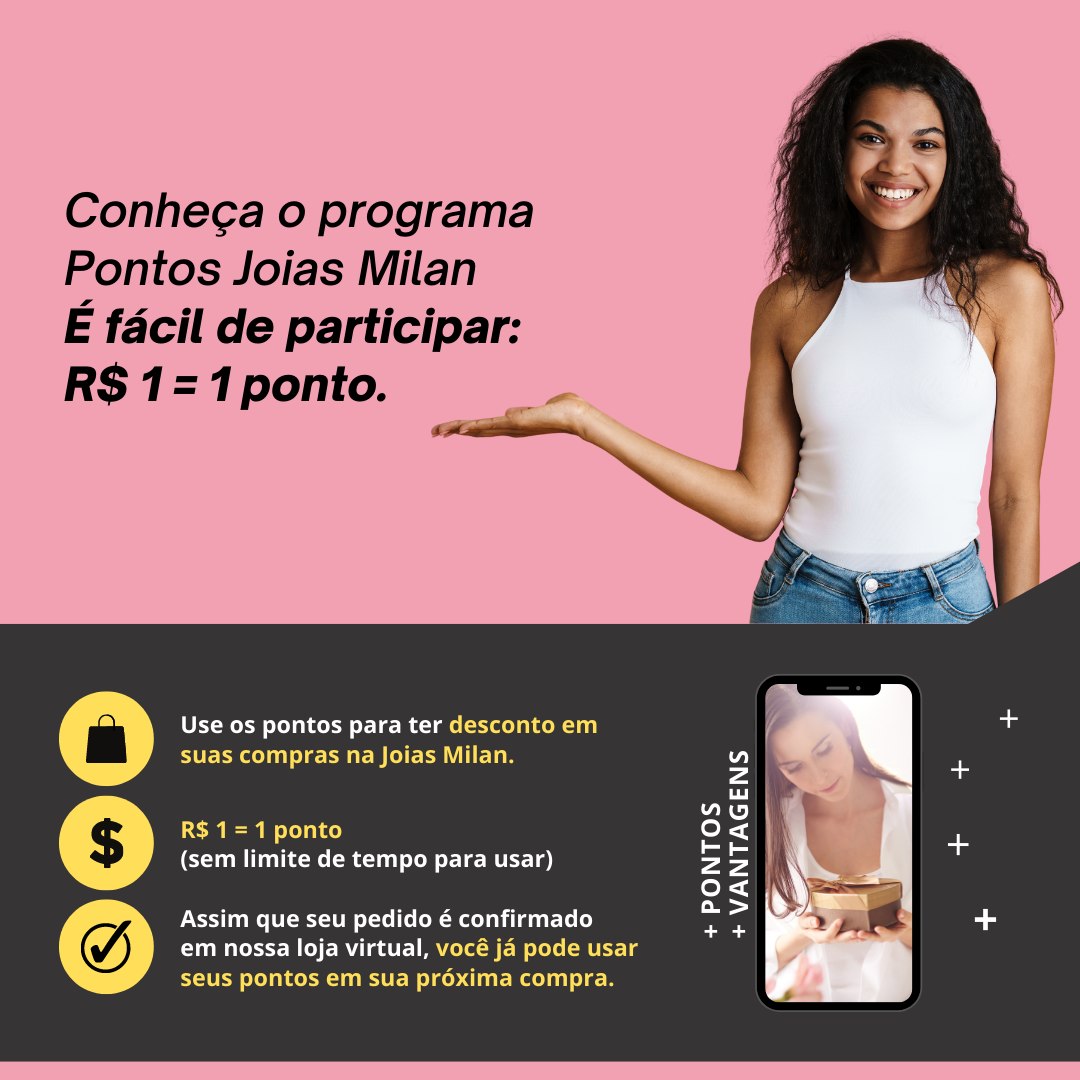 Conheça o programa
Pontos Joias Milan
É fácil de participar:
R$ 1 = 1 ponto.
Use os pontos para ter desconto em
suas compras na Joias Milan.
$
R$ 1 = 1 ponto
(sem limite de tempo para usar)
Assim que seu pedido é confirmado
em nossa loja virtual, você já pode usar
seus pontos em sua próxima compra.
+ PONTOS
+ VANTAGENS